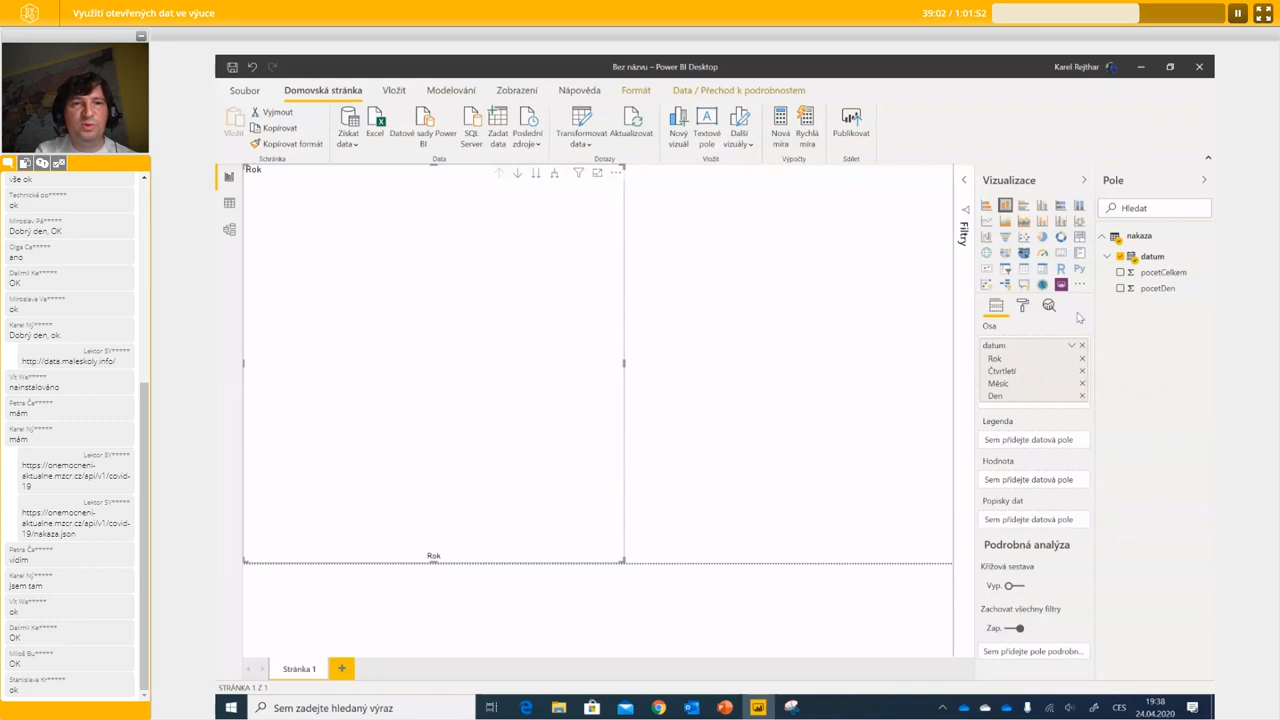 SYPO
Využití otevřených dat ve výuce
39:02 / 1:01:52
vše ok
Technická po*****
ok
Miroslav Pě*****
Dobrý den, OK
Olga Ca*****
ano
Dalimil Ke*****
OK
Miroslava Va*****
ok
Karel Ný*****
Dobrý den, ok.
Lektor SY*****
http://data.maleskoly.info/
Vít Wa*****
nainstalováno
Petra Ča*****
mám
Karel Ný*****
mám
Lektor SY*****
https://onemocneni-
aktualne.mzcr.cz/api/v1/covid-
19
Lektor SY*****
https://onemocneni-
aktualne.mzcr.cz/api/v1/covid-
19/nakaza.json
Petra Ča*****
vidím
Karel Ný*****
Jsem tam
Vít Wa*****
ok
Dalimil Ke*****
OK
Miloš Bu*****
OK
Stanislava Kr*****
ok
Bez názvu – Power BI Desktop
Karel Rejthar
Soubor
Domovská stránka
Vložit
Modelování
Zobrazení
Nápověda
Formát
Data / Přechod k podrobnostem
Vložit
Vyjmout
Kopírovat
Kopírovat formát
Schránka
Získat data
Excel
Datové sady Power BI
SQL Server
Zadat data
Poslední zdroje
Data
Transformovat data
Aktualizovat
Dotazy
Nový vizuál
Textové pole
Další vizuály
Vložit
Nová míra
Rychlá míra
Výpočty
Publikovat
Sdílet
Rok
Rok
Filtry
Vizualizace
R
Py
Osa
datum
Rok
Čtvrtletí
Měsíc
Den
Legenda
Sem přidejte datová pole
Hodnota
Sem přidejte datová pole
Popisky dat
Sem přidejte datová pole
Podrobná analýza
Křížová sestava
Vyp.
Zachovat všechny filtry
Zap.
Sem přidejte pole podrobn...
Pole
Hledat
nakaza
datum
pocetCelkem
pocetDen
Stránka 1
STRÁNKA 1 Z 1
Sem zadejte hledaný výraz
CES
19:38
24.04.2020